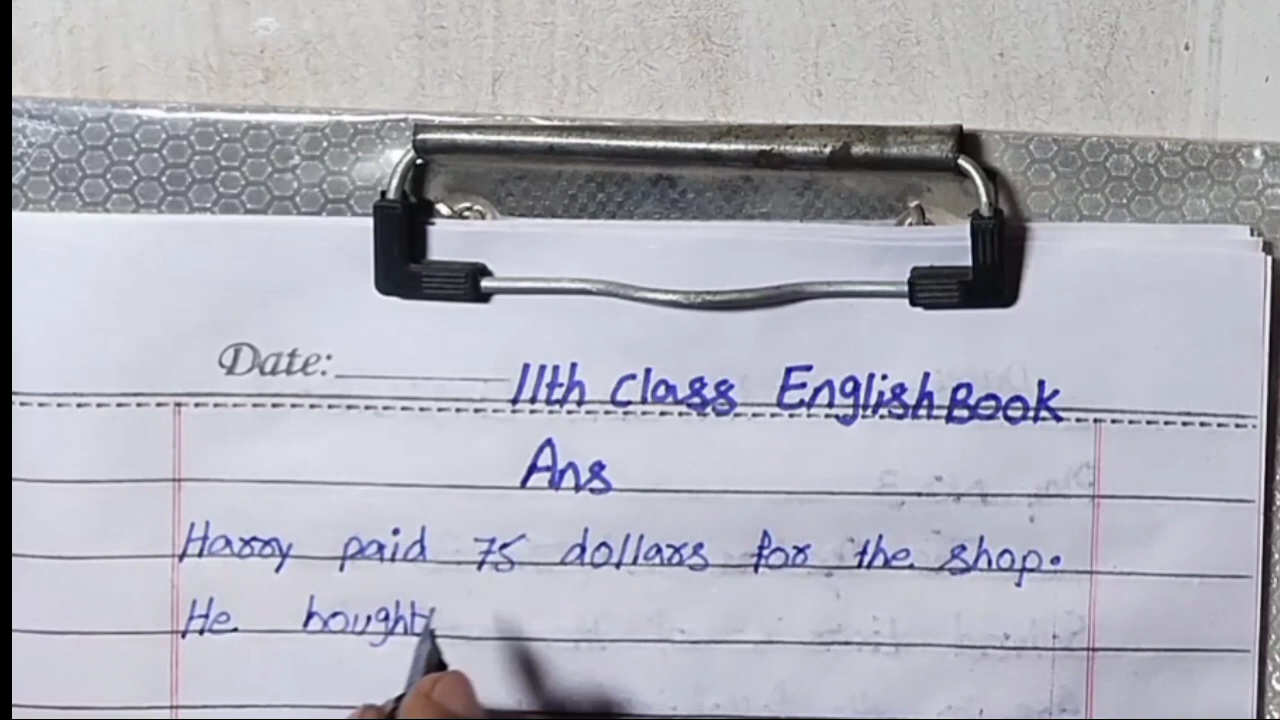 Date:
11th Class English Book
Ans
Harry paid 75 dollars for the shop.
He bought